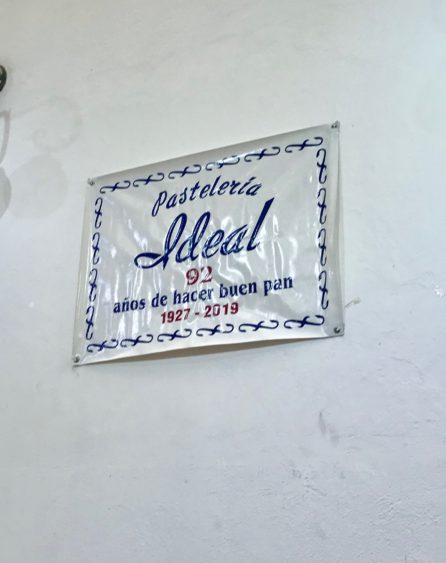 Pastelería
Ideal
92
años de hacer buen pan
1927 - 2019